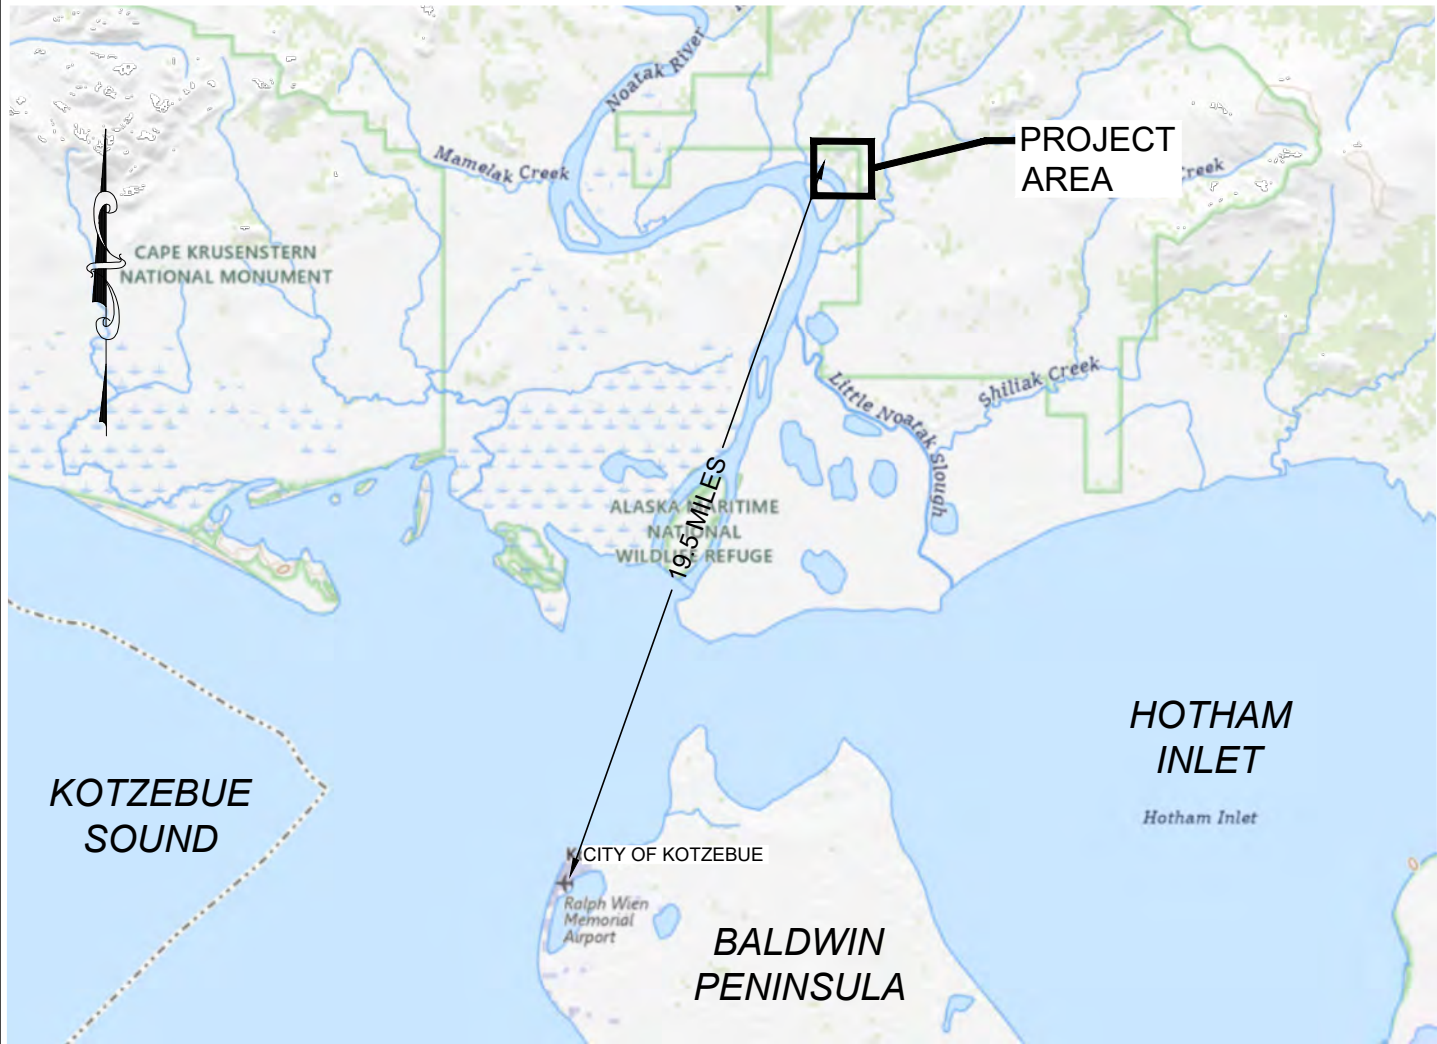 Noatak River
PROJECT
AREA
Mamelak Creek
Creek
CAPE KRUSENSTERN
NATIONAL MONUMENT
Shiliak Creek
Little Noatak Slough
19.5 MILES
ALASKA MARITIME
NATIONAL
WILDLIFE REFUGE
HOTHAM
INLET
Hotham Inlet
KOTZEBUE
SOUND
K
CITY OF KOTZEBUE
Ralph Wien
Memorial
Airport
BALDWIN
PENINSULA